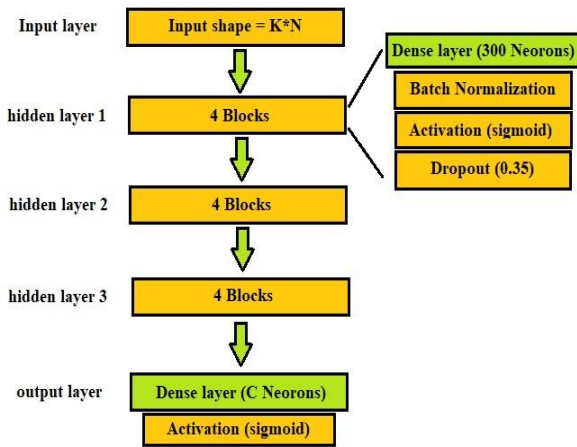 Input layer
Input shape = K*N
Dense layer (300 Neorons)
Batch Normalization
Activation (sigmoid)
Dropout (0.35)
hidden layer 1
4 Blocks
hidden layer 2
4 Blocks
hidden layer 3
4 Blocks
output layer
Dense layer (C Neorons)
Activation (sigmoid)